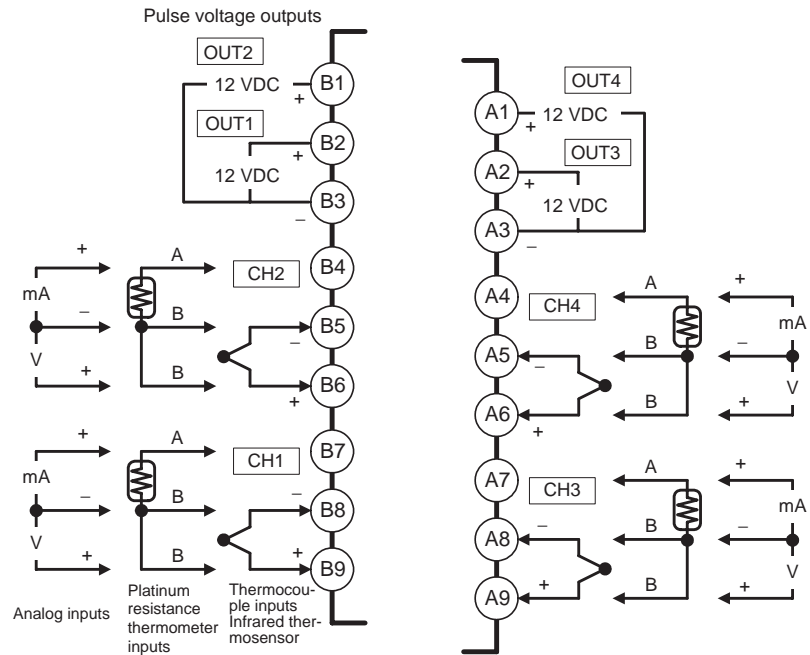 Pulse voltage outputs
OUT2
12 VDC
+
B1
OUT1
B2
+
12 VDC
B3
–
B4
B5
B6
B7
B8
B9
+
mA
–
V
+
A
B
B
CH2
–
+
+
mA
–
V
+
A
B
B
CH1
–
+
Analog inputs
Platinum
resistance
thermometer
inputs
Thermocou-
ple inputs
Infrared ther-
mosensor
OUT4
A1
12 VDC
+
OUT3
A2
+
12 VDC
A3
–
A4
A5
A6
A7
A8
A9
CH4
A
B
B
–
+
+
mA
–
V
+
CH3
A
B
B
–
+
+
mA
–
V
+